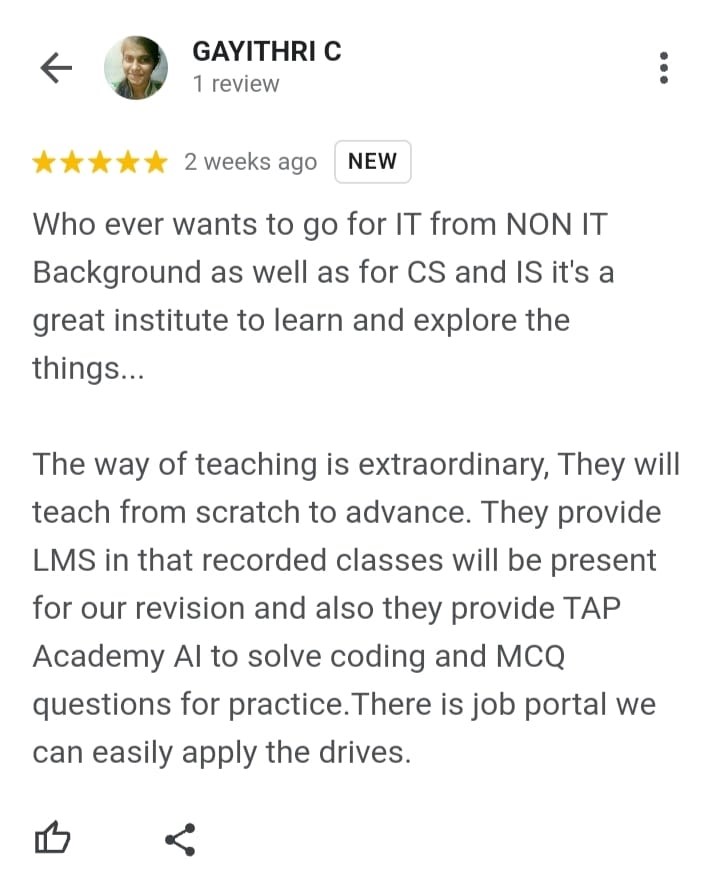 GAYITHRI C
1 review
2 weeks ago NEW
Who ever wants to go for IT from NON IT
Background as well as for CS and IS it's a
great institute to learn and explore the
things...
The way of teaching is extraordinary, They will
teach from scratch to advance. They provide
LMS in that recorded classes will be present
for our revision and also they provide TAP
Academy AI to solve coding and MCQ
questions for practice.There is job portal we
can easily apply the drives.